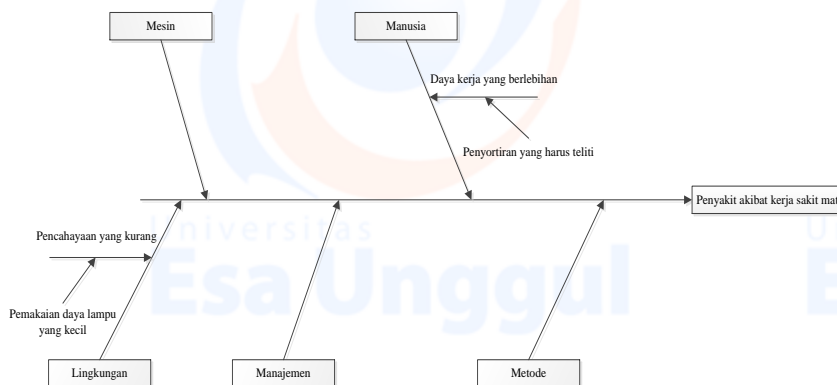 Mesin
Manusia
Daya kerja yang berlebihan
Penyortiran yang harus teliti
Penyakit akibat kerja sakit mat
Universitas
Esa Unggul
Pencahayaan yang kurang
Pemakaian daya lampu
yang kecil
Lingkungan
Manajemen
Metode